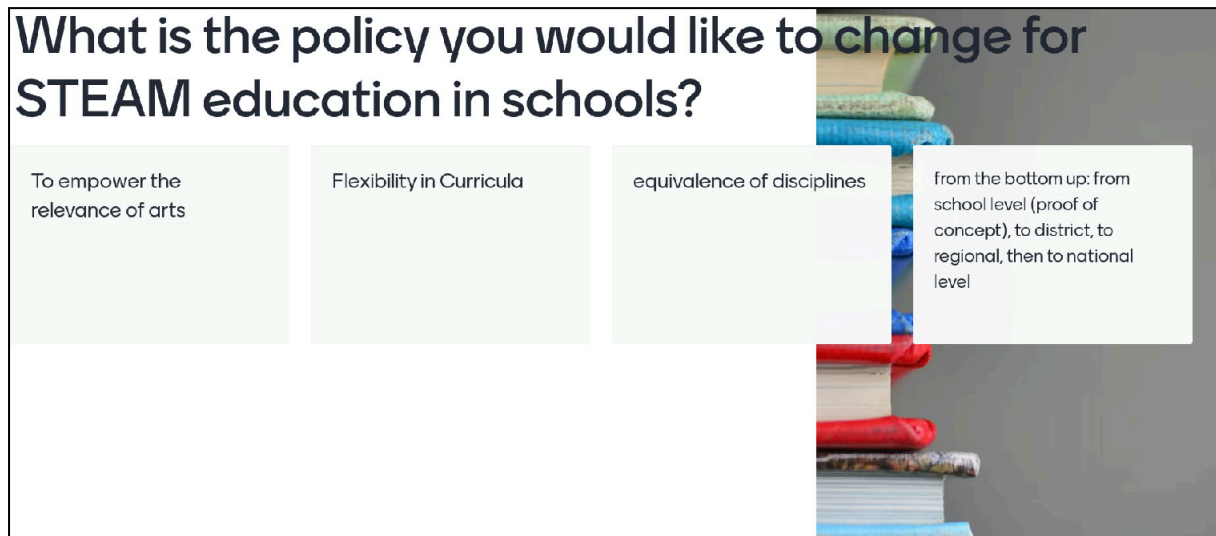 What is the policy you would like to change for
STEAM education in schools?
To empower the
relevance of arts
Flexibility in Curricula
equivalence of disciplines
from the bottom up: from
school level (proof of
concept), to district, to
regional, then to national
level